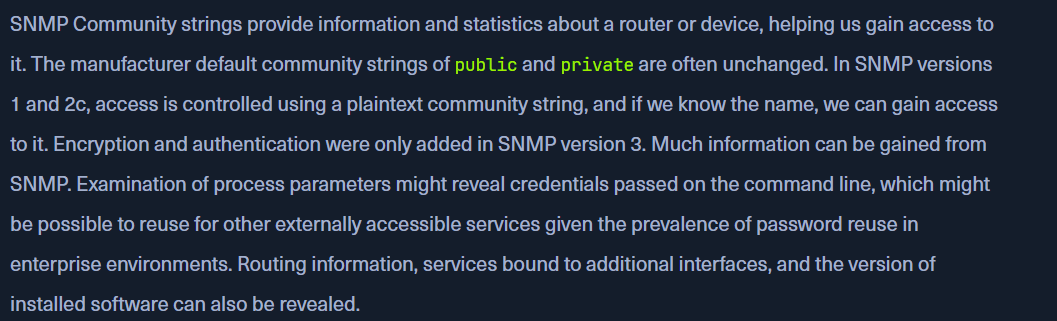 SNMP Community strings provide information and statistics about a router or device, helping us gain access to
it. The manufacturer default community strings of public and private are often unchanged. In SNMP versions
1 and 2c, access is controlled using a plaintext community string, and if we know the name, we can gain access
to it. Encryption and authentication were only added in SNMP version 3. Much information can be gained from
SNMP. Examination of process parameters might reveal credentials passed on the command line, which might
be possible to reuse for other externally accessible services given the prevalence of password reuse in
enterprise environments. Routing information, services bound to additional interfaces, and the version of
installed software can also be revealed.